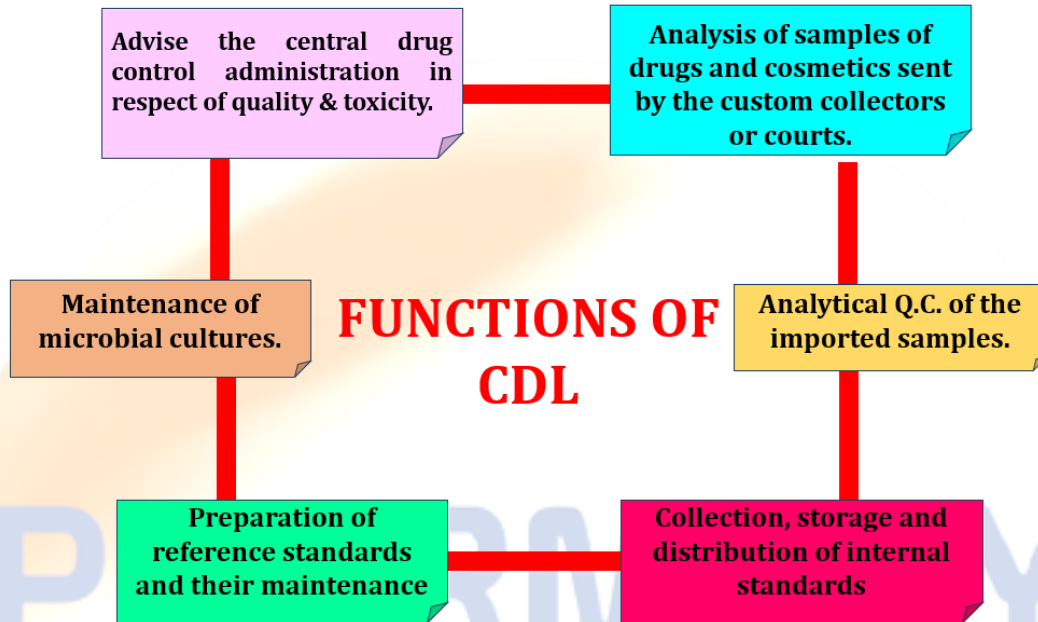 Advise the central drug
control administration in
respect of quality & toxicity.
Analysis of samples of
drugs and cosmetics sent
by the custom collectors
or courts.
Maintenance of
microbial cultures.
FUNCTIONS OF
CDL
Analytical Q.C. of the
imported samples.
Preparation of
reference standards
and their maintenance
Collection, storage and
distribution of internal
standards